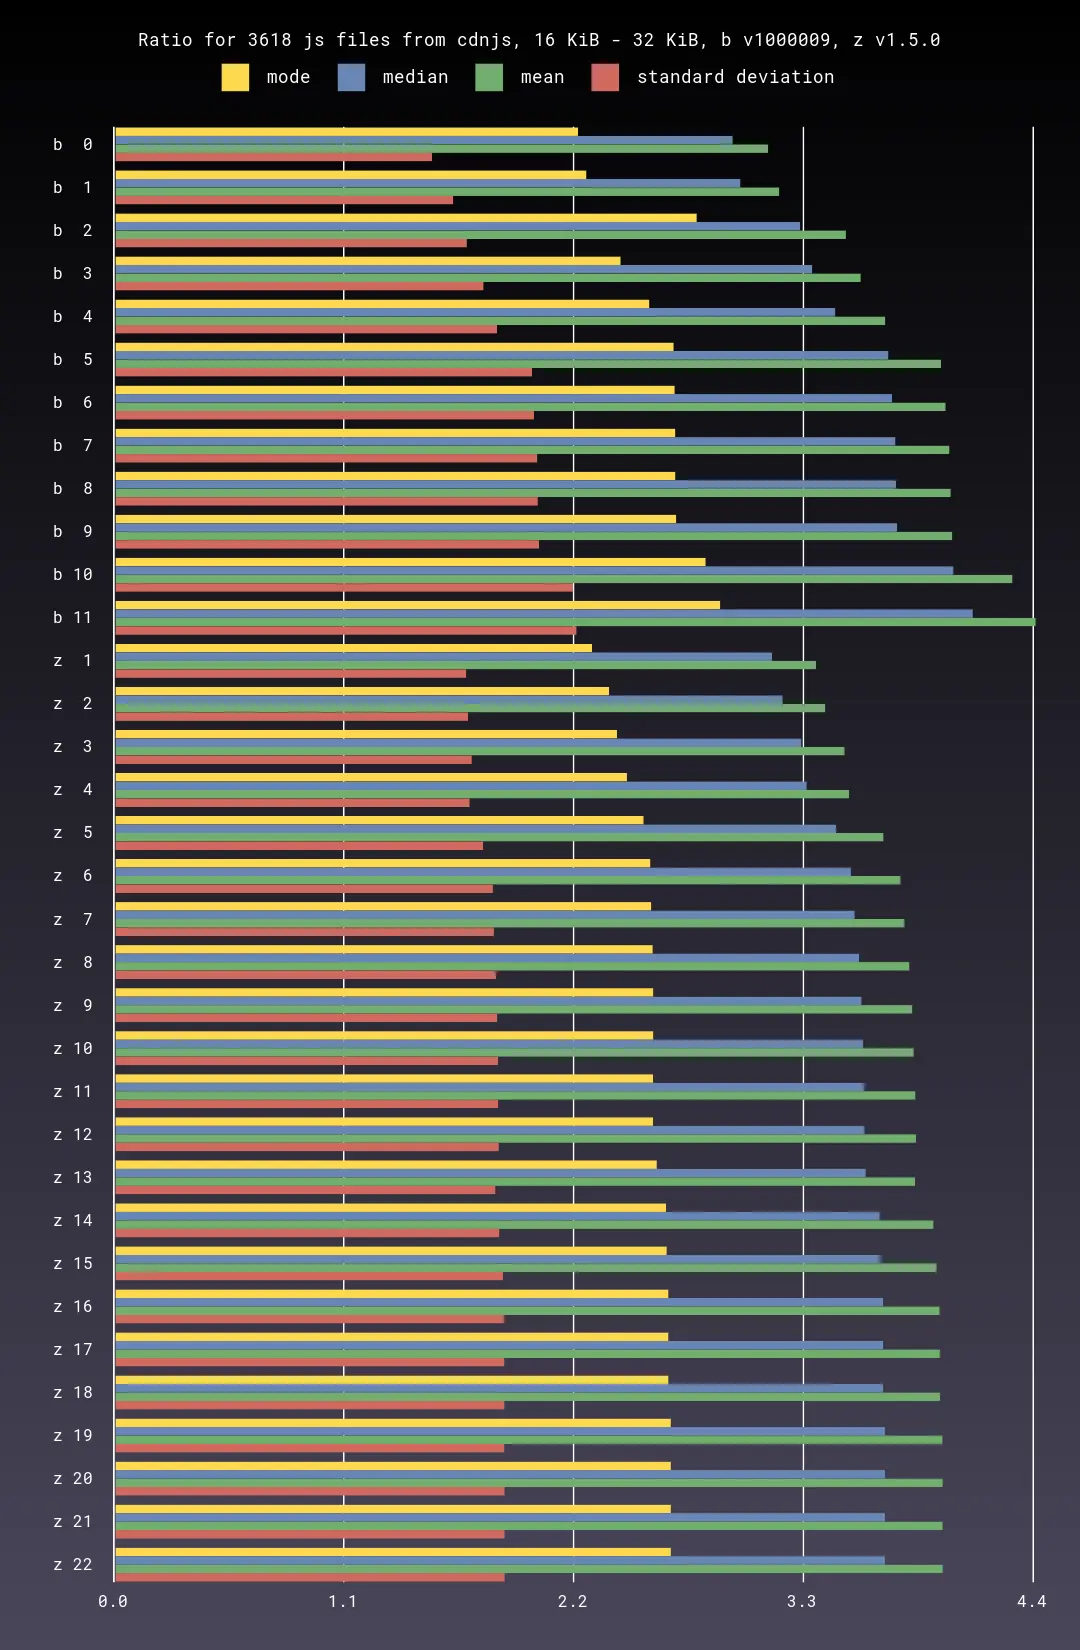 Ratio for 3618 js files from cdnjs, 16 KiB - 32 KiB, b v1000009, z v1.5.0
mode median mean standard deviation
b 0
b 1
b 2
b 3
b 4
b 5
b 6
b 7
b 8
b 9
b 10
b 11
z 1
z 2
z 3
z 4
z 5
z 6
z 7
z 8
z 9
z 10
z 11
z 12
z 13
z 14
z 15
z 16
z 17
z 18
z 19
z 20
z 21
z 22
0.0 1.1 2.2 3.3 4.4